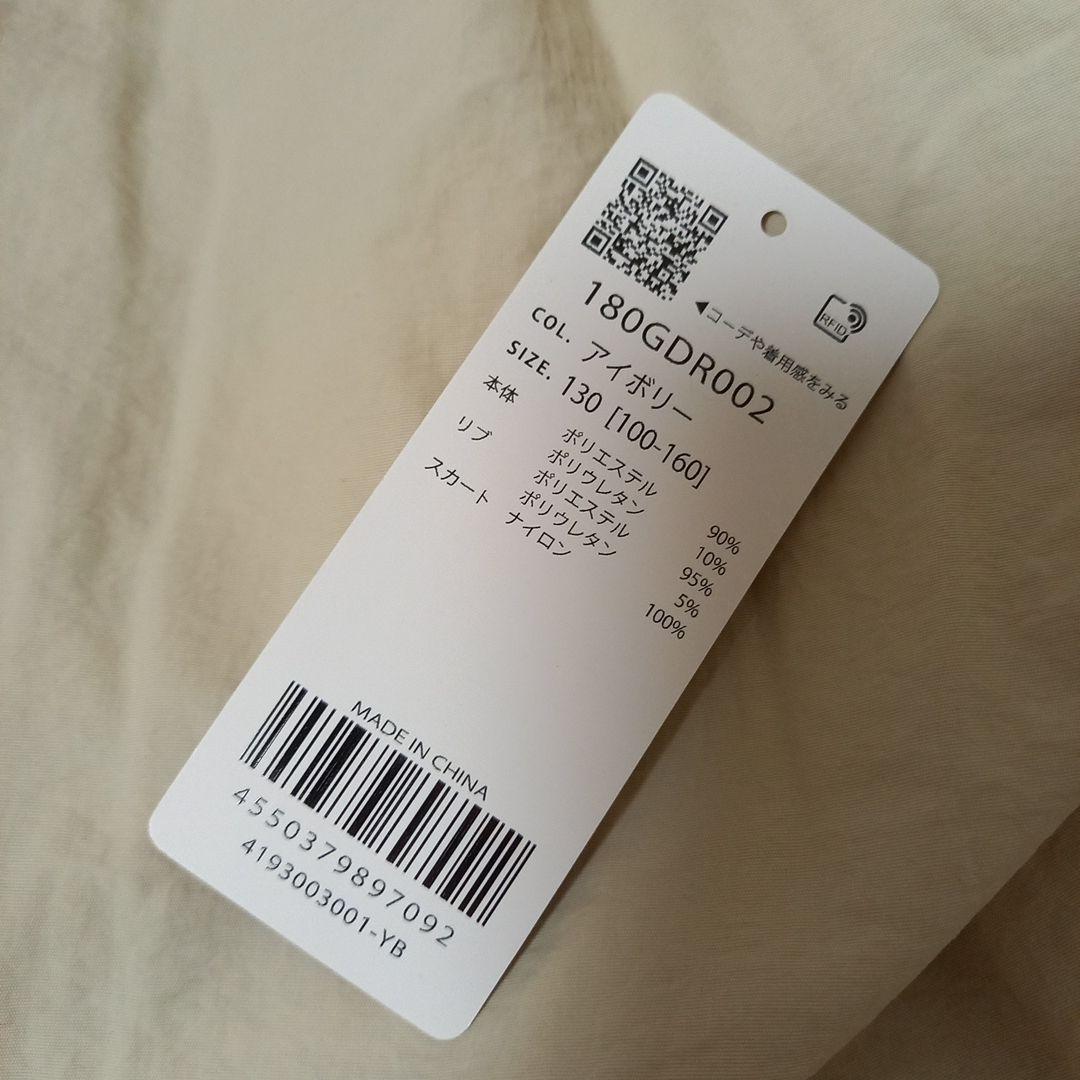 RFID
◀コーデや着用感をみる
180GDR002
COL. アイボリー
SIZE. 130 [100-160]
本体 ポリエステル 90%
ポリウレタン 10%
リブ ポリエステル 95%
ポリウレタン 5%
スカート ナイロン 100%
MADE IN CHINA
4550379897092
4193003001-YB